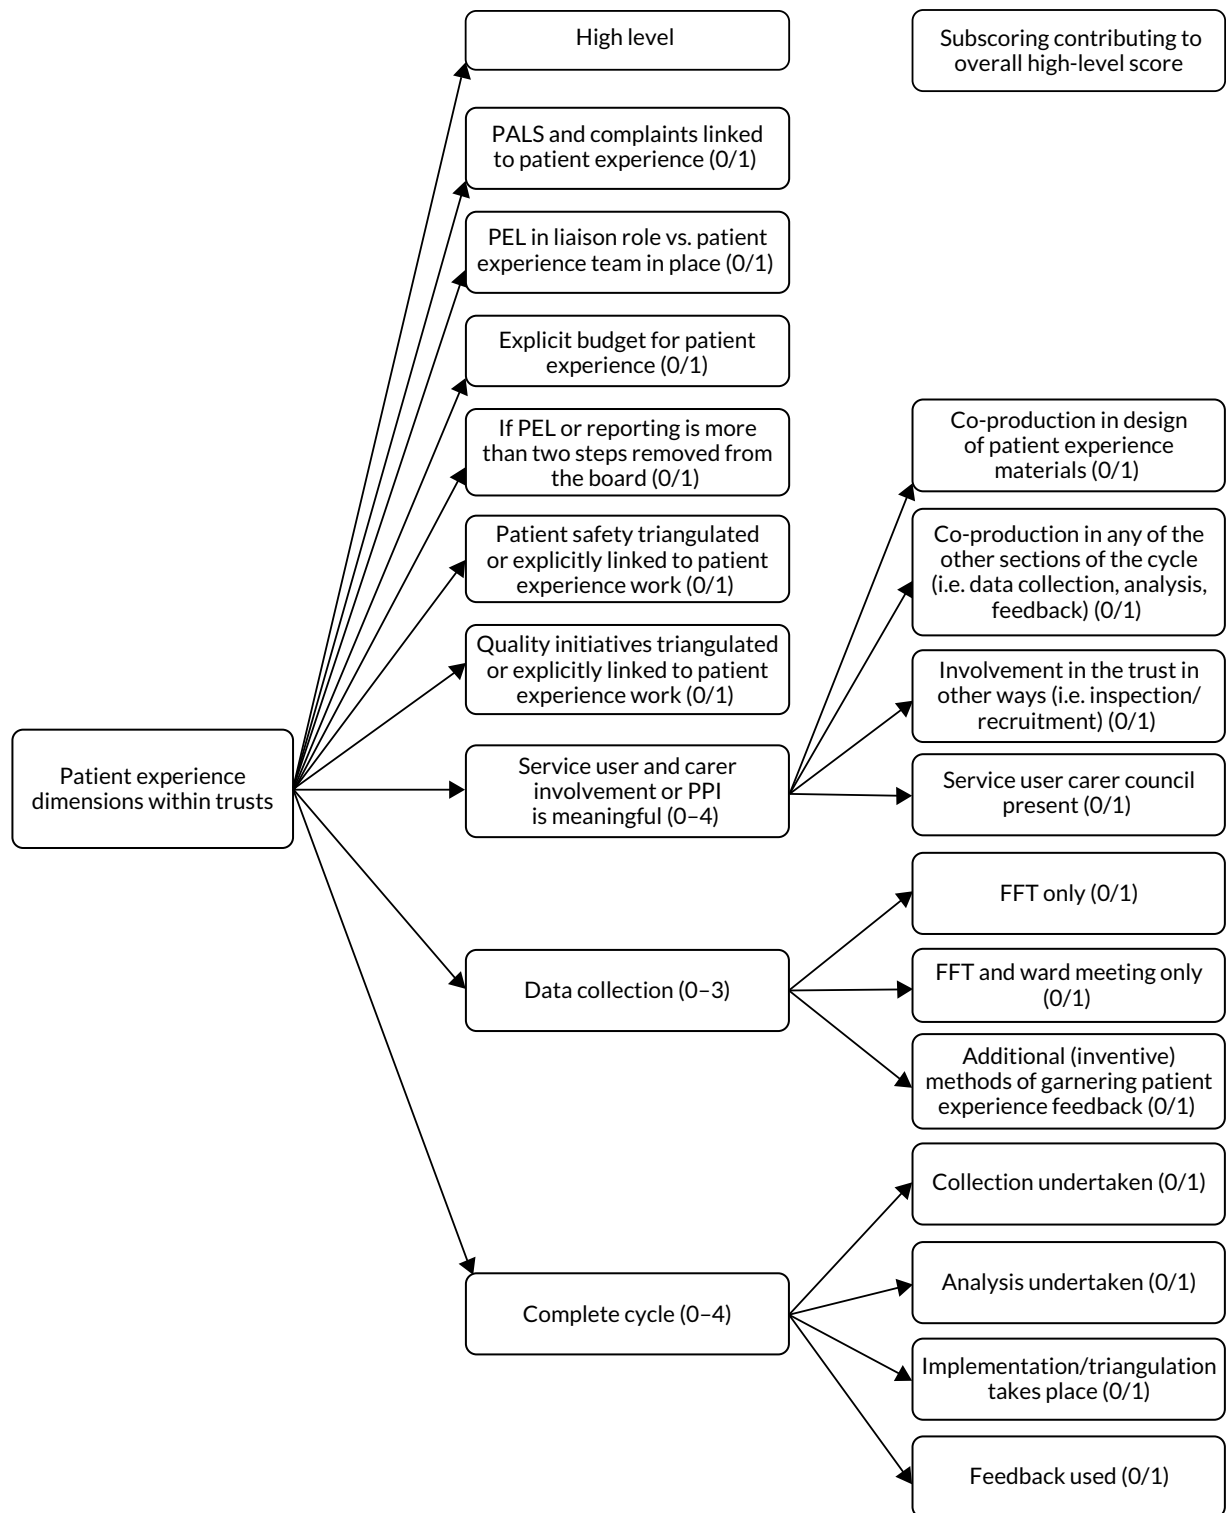 High level
Subscoring contributing to
overall high-level score
PALS and complaints linked
to patient experience (0/1)
PEL in liaison role vs. patient
experience team in place (0/1)
Explicit budget for patient
experience (0/1)
If PEL or reporting is more
than two steps removed from
the board (0/1)
Patient safety triangulated
or explicitly linked to patient
experience work (0/1)
Quality initiatives triangulated
or explicitly linked to patient
experience work (0/1)
Patient experience
dimensions within trusts
Service user and carer
involvement or PPI
is meaningful (0–4)
Co-production in design
of patient experience
materials (0/1)
Co-production in any of the
other sections of the cycle
(i.e. data collection, analysis,
feedback) (0/1)
Involvement in the trust in
other ways (i.e. inspection/
recruitment) (0/1)
Service user carer council
present (0/1)
Data collection (0–3)
FFT only (0/1)
FFT and ward meeting only
(0/1)
Additional (inventive)
methods of garnering patient
experience feedback (0/1)
Complete cycle (0–4)
Collection undertaken (0/1)
Analysis undertaken (0/1)
Implementation/triangulation
takes place (0/1)
Feedback used (0/1)